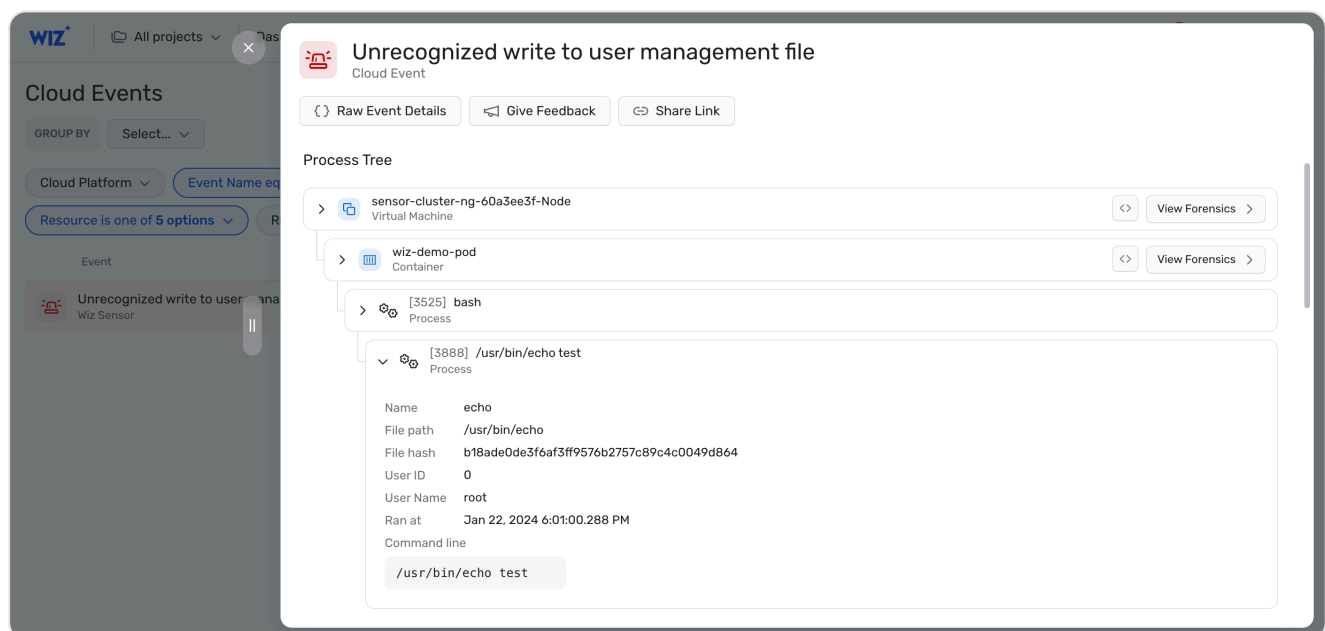 WIZ
All projects
Das
Cloud Events
GROUP BY
Select...
Cloud Platform
Event Name eq
Resource is one of 5 options
R
Event
Unrecognized write to user mana
Wiz Sensor
Unrecognized write to user management file
Cloud Event
{} Raw Event Details
Give Feedback
Share Link
Process Tree
sensor-cluster-ng-60a3ee3f-Node
Virtual Machine
<> View Forensics >
wiz-demo-pod
Container
<> View Forensics >
[3525] bash
Process
[3888] /usr/bin/echo test
Process
Name echo
File path /usr/bin/echo
File hash b18ade0de3f6af3ff9576b2757c89c4c0049d864
User ID 0
User Name root
Ran at Jan 22, 2024 6:01:00.288 PM
Command line
/usr/bin/echo test